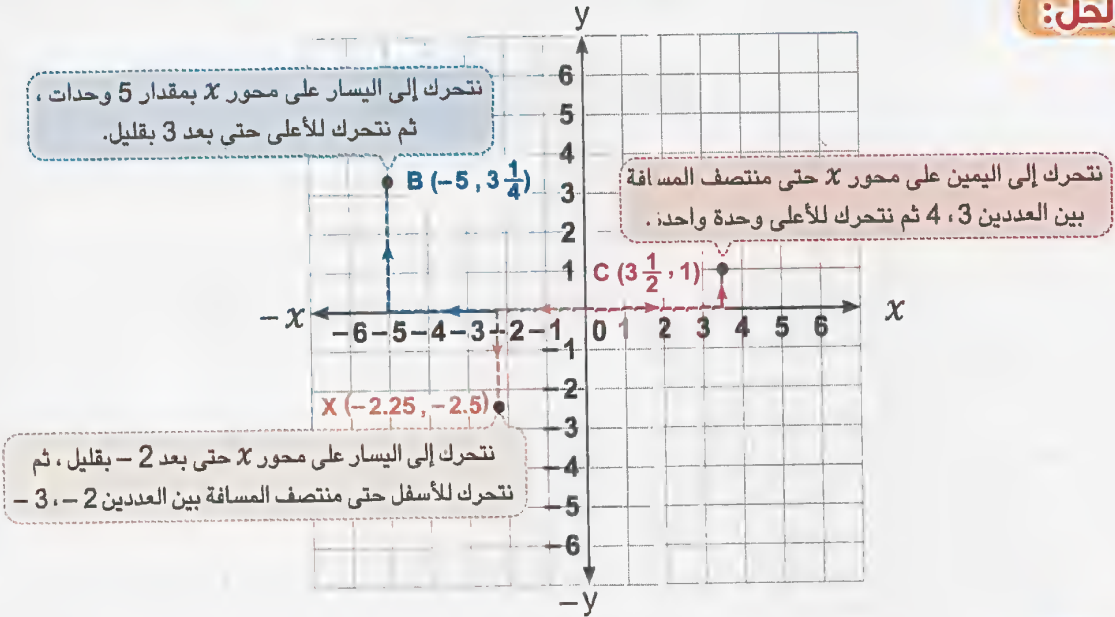 الحل:
y
نتحرك إلى اليسار على محور x بمقدار 5 وحدات ،
ثم نتحرك للأعلى حتى بعد 3 بقليل.
B (−5 , 3 1/4)
نتحرك إلى اليمين على محور x حتى منتصف المسافة
بين العددين 3 ، 4 ثم نتحرك للأعلى وحدة واحدة .
C (3 1/2 , 1)
6
5
4
3
2
1
−x
−6 −5 −4 −3 −2 −1 0 1 2 3 4 5 6
x
−1
−2
−3
−4
−5
−6
X (−2.25 , −2.5)
نتحرك إلى اليسار على محور x حتى بعد 2 − بقليل ، ثم
نتحرك للأسفل حتى منتصف المسافة بين العددين 2 − ، 3 −
−y